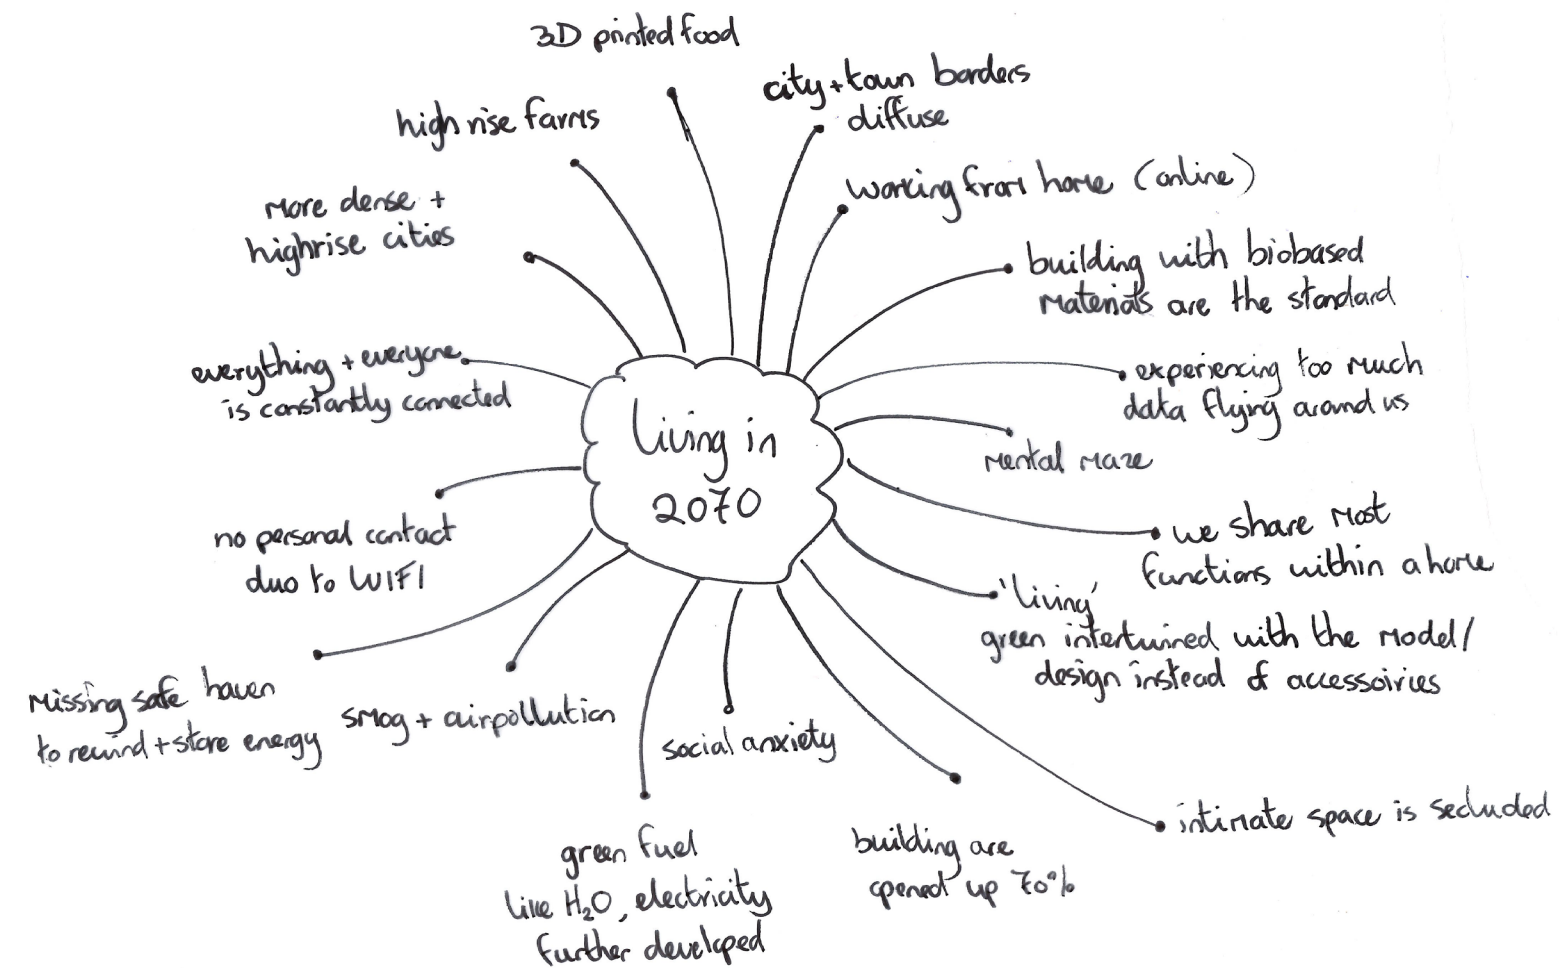 3D printed food
city + town borders
diffuse
high rise farms
working from home (online)
More dense +
highrise cities
building with biobased
materials are the standard
everything + everyone
is constantly connected
experiencing too much
data flying around us
Living in
2070
mental maze
no personal contact
duo to WIFI
we share most
functions within a home
'living'
green intertwined with the model/
design instead of accessoiries
missing safe haven
to rewind + store energy
smog + airpollution
social anxiety
intimate space is secluded
green fuel
like H₂O, electricity
further developed
building are
opened up 70%